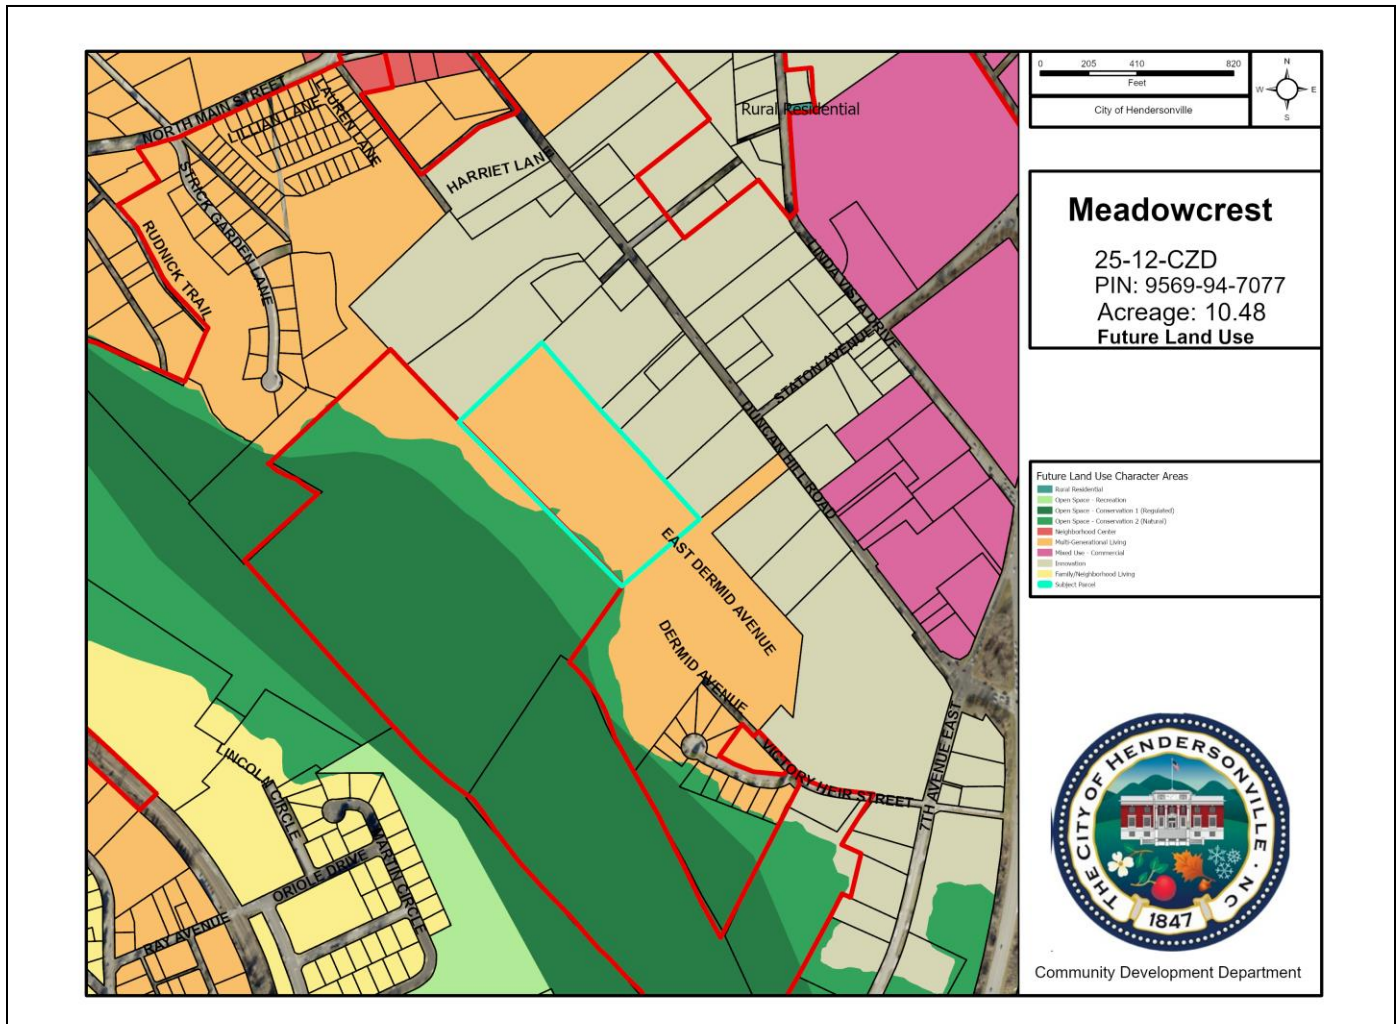 NORTH MAIN STREET
LILLIAN LANE
LAUREN LANE
STRICK GARDEN LANE
RUDNICK TRAIL
HARRIET LANE
Rural Residential
LINDA VISTA DRIVE
STATON AVENUE
DUNCAN HILL ROAD
EAST DERMID AVENUE
DERMID AVENUE
VICTORY HEIR STREET
7TH AVENUE EAST
LINCOLN CIRCLE
MARTIN CIRCLE
ORIOLE DRIVE
RAY AVENUE
0 205 410 820
Feet
City of Hendersonville
N
W E
S
Meadowcrest
25-12-CZD
PIN: 9569-94-7077
Acreage: 10.48
Future Land Use
Future Land Use Character Areas
Rural Residential
Open Space - Recreation
Open Space - Conservation 1 (Regulated)
Open Space - Conservation 2 (Natural)
Neighborhood Center
Multi-Generational Living
Mixed Use - Commercial
Innovation
Family/Neighborhood Living
Subject Parcel
THE CITY OF HENDERSONVILLE · NC
1847
Community Development Department